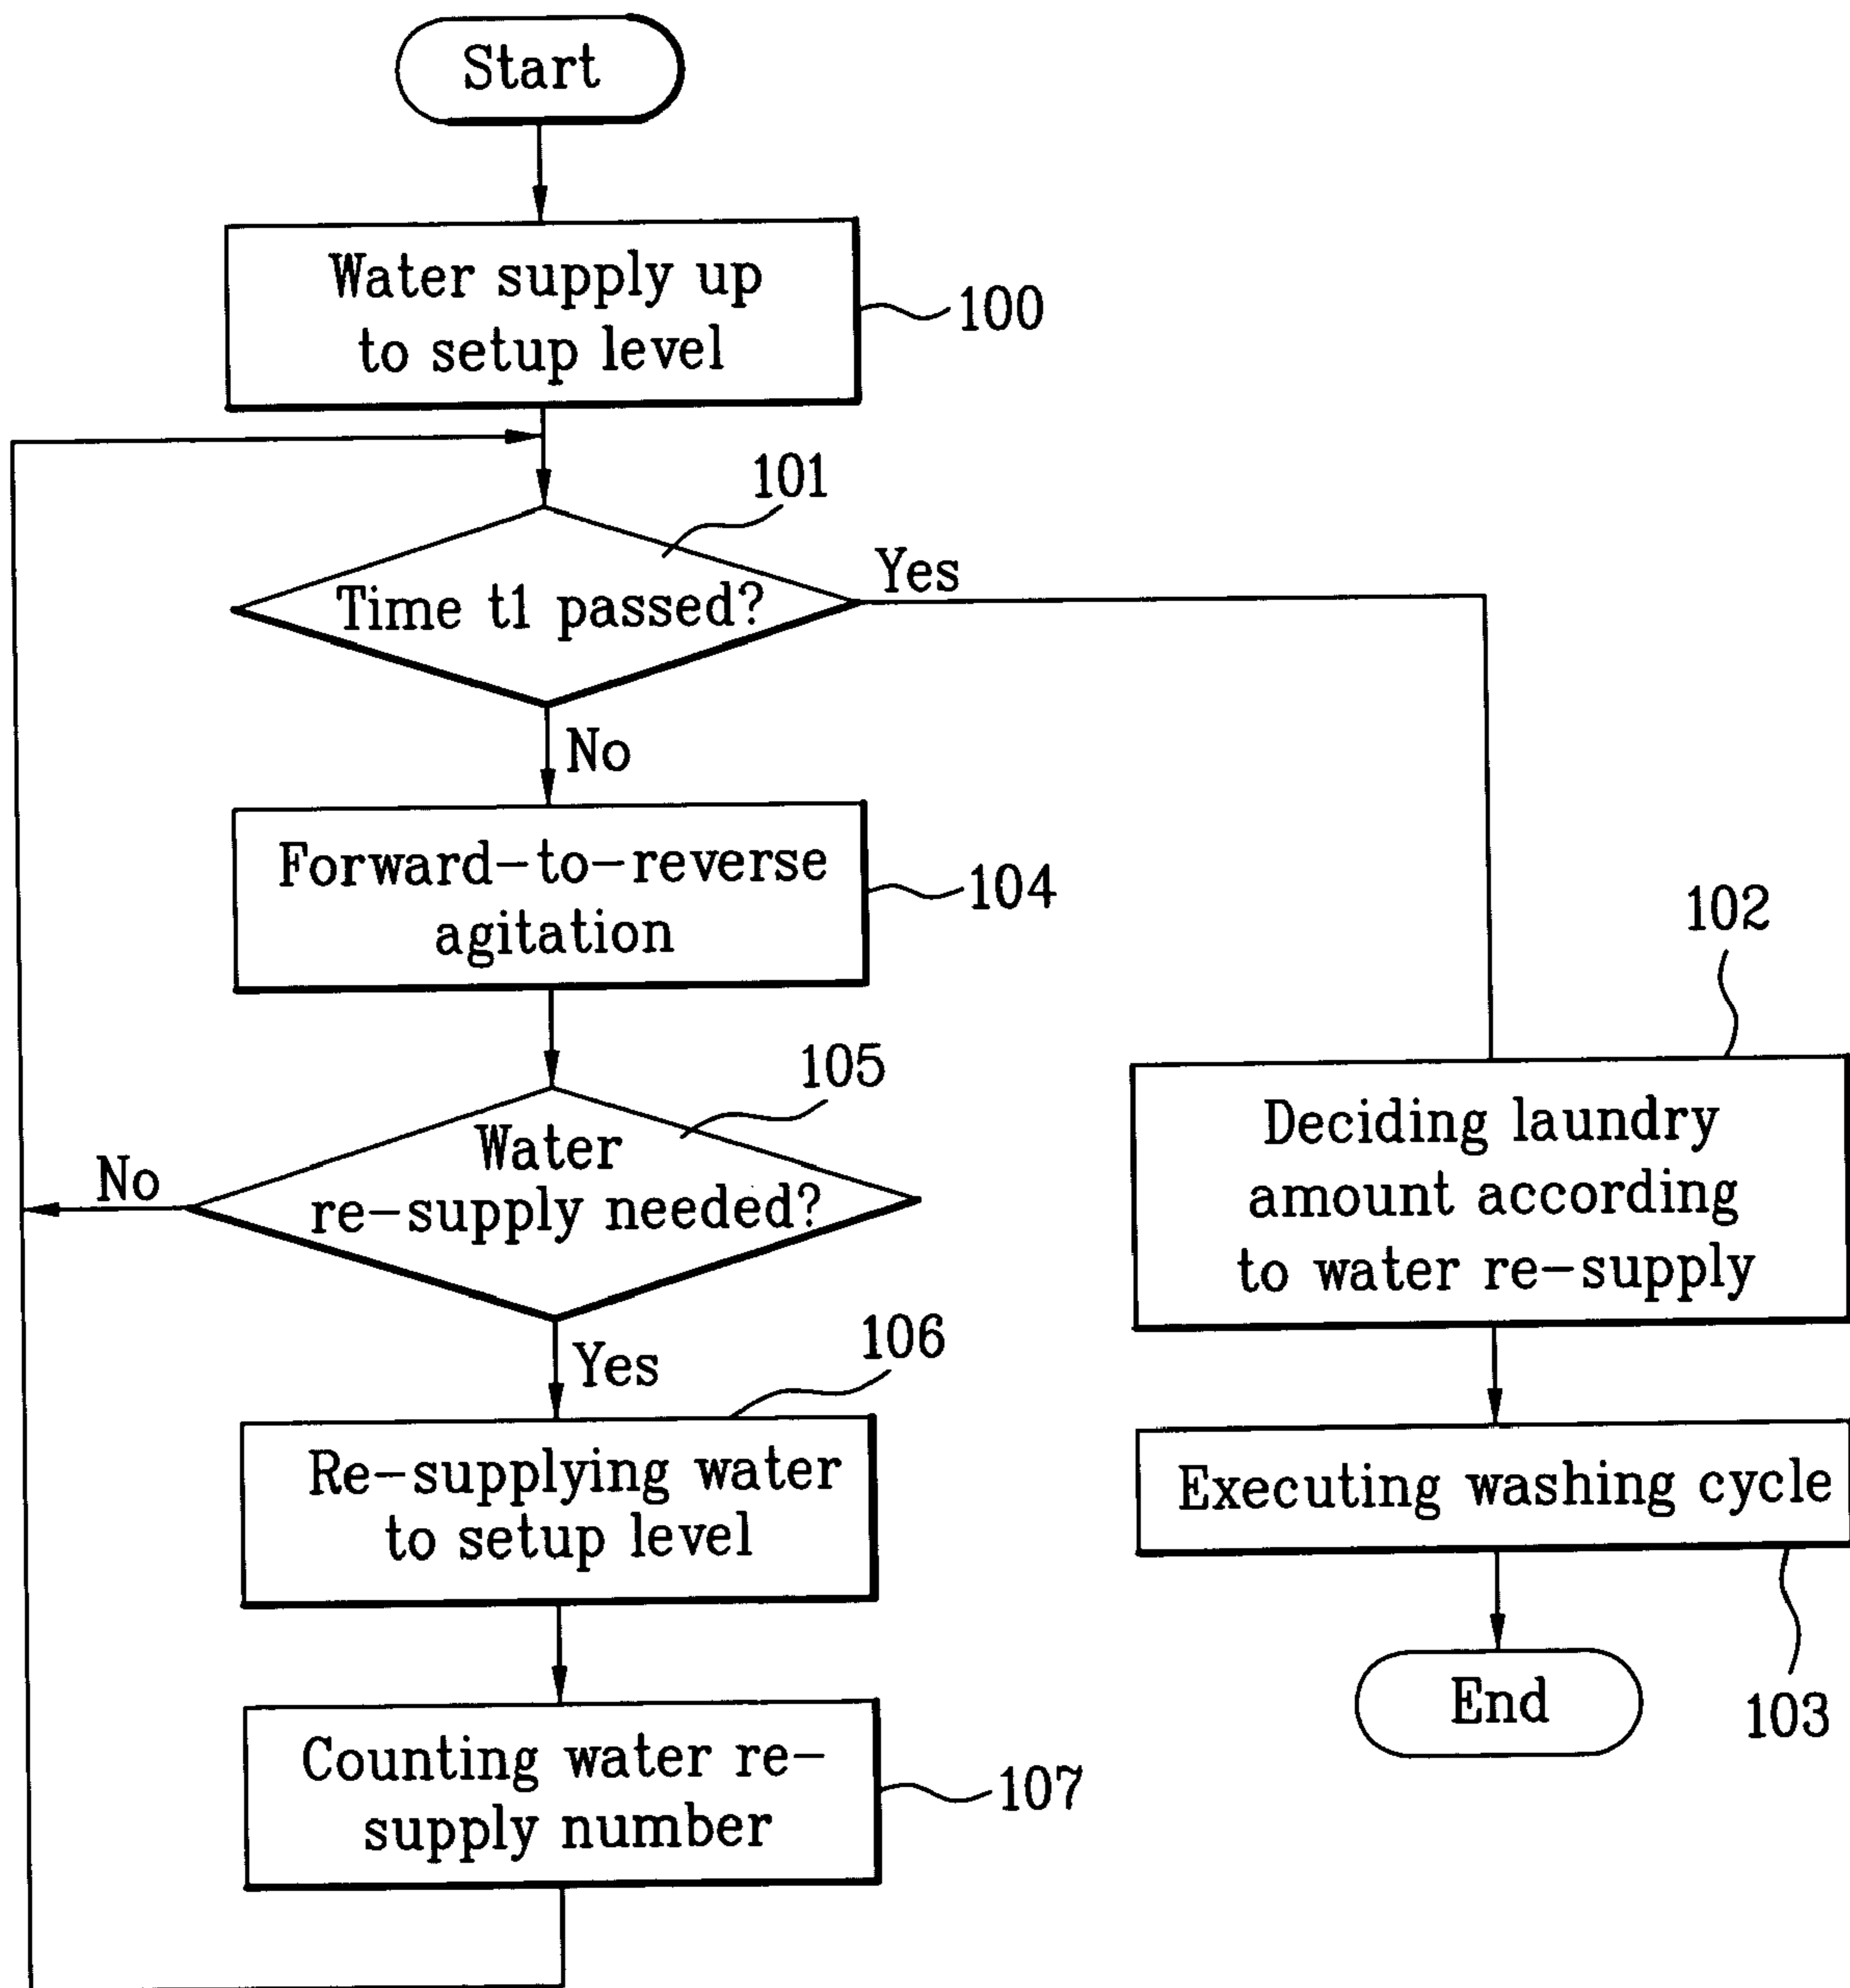 Start
Water supply up
to setup level
100
101
Time t1 passed?
Yes
No
Forward-to-reverse
agitation
104
105
Water
re-supply needed?
No
Yes
106
Re-supplying water
to setup level
Counting water re-
supply number
107
102
Deciding laundry
amount according
to water re-supply
Executing washing cycle
103
End